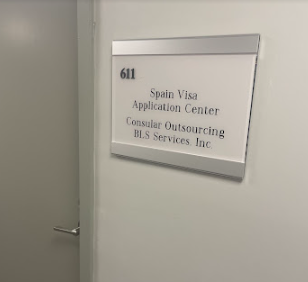 611
Spain Visa
Application Center
Consular Outsourcing
BLS Services, Inc